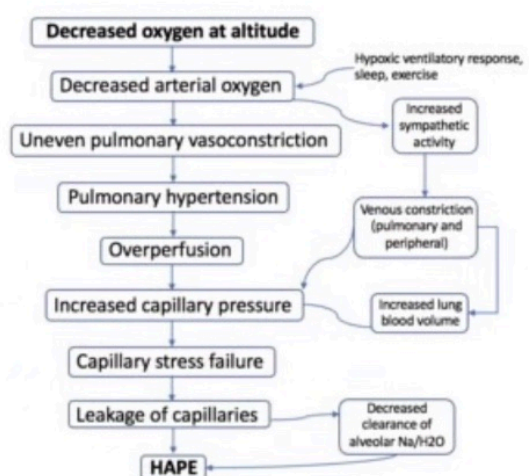 Decreased oxygen at altitude
Hypoxic ventilatory response,
sleep, exercise
Decreased arterial oxygen
Increased
sympathetic
activity
Uneven pulmonary vasoconstriction
Pulmonary hypertension
Venous constriction
(pulmonary and
peripheral)
Overperfusion
Increased capillary pressure
Increased lung
blood volume
Capillary stress failure
Leakage of capillaries
Decreased
clearance of
alveolar Na/H2O
HAPE